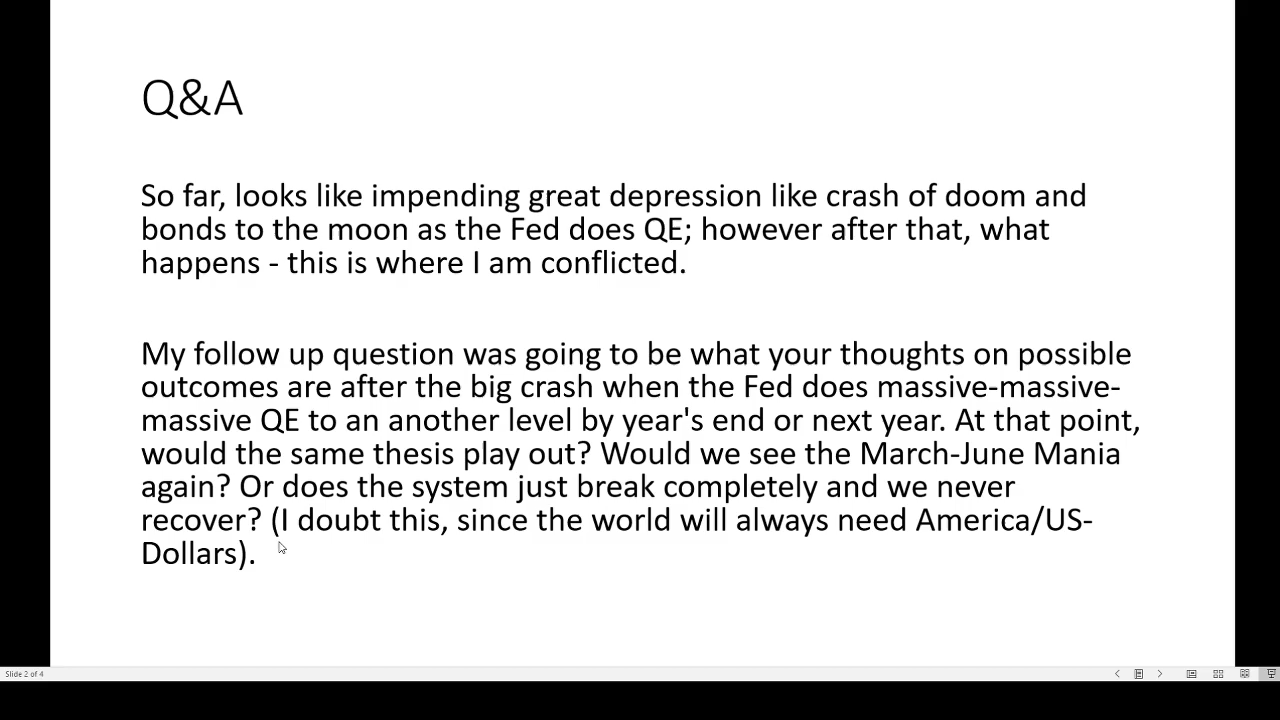 Q&A
So far, looks like impending great depression like crash of doom and
bonds to the moon as the Fed does QE; however after that, what
happens - this is where I am conflicted.
My follow up question was going to be what your thoughts on possible
outcomes are after the big crash when the Fed does massive-massive-
massive QE to an another level by year's end or next year. At that point,
would the same thesis play out? Would we see the March-June Mania
again? Or does the system just break completely and we never
recover? (I doubt this, since the world will always need America/US-
Dollars).
Slide 2 of 4